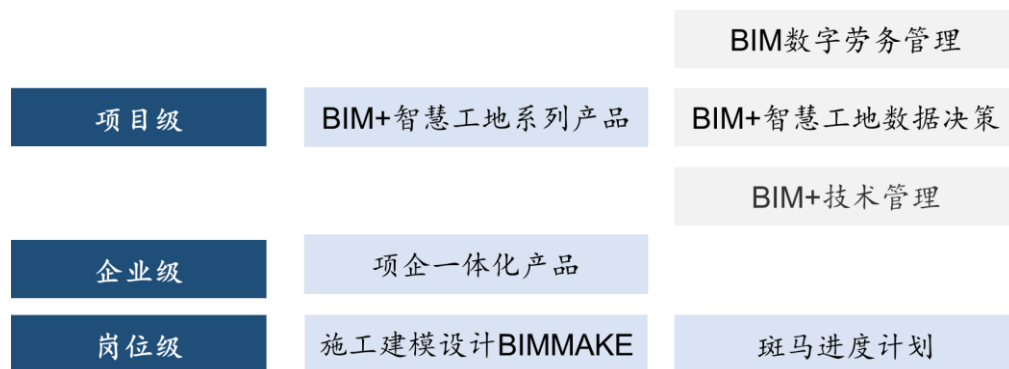 BIM数字劳务管理
项目级
BIM+智慧工地系列产品
BIM+智慧工地数据决策
BIM+技术管理
企业级
项企一体化产品
岗位级
施工建模设计BIMMAKE
斑马进度计划